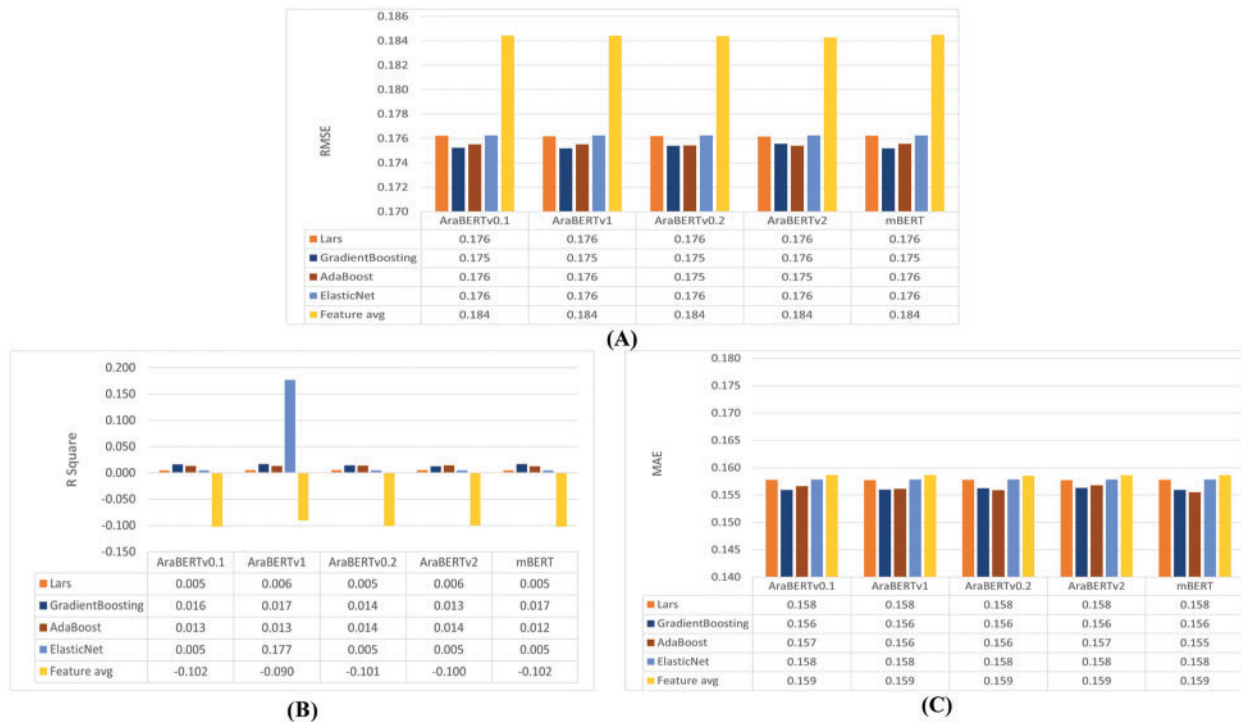 0.186
0.184
0.182
0.180
0.178
0.176
0.174
0.172
0.170
RMSE
AraBERTv0.1 AraBERTv1 AraBERTv0.2 AraBERTv2 mBERT
Lars 0.176 0.176 0.176 0.176 0.176
GradientBoosting 0.175 0.175 0.175 0.176 0.175
AdaBoost 0.176 0.176 0.175 0.175 0.176
ElasticNet 0.176 0.176 0.176 0.176 0.176
Feature avg 0.184 0.184 0.184 0.184 0.184
(A)
0.200
0.150
0.100
0.050
0.000
-0.050
-0.100
-0.150
R Square
AraBERTv0.1 AraBERTv1 AraBERTv0.2 AraBERTv2 mBERT
Lars 0.005 0.006 0.005 0.006 0.005
GradientBoosting 0.016 0.017 0.014 0.013 0.017
AdaBoost 0.013 0.013 0.014 0.014 0.012
ElasticNet 0.005 0.177 0.005 0.005 0.005
Feature avg -0.102 -0.090 -0.101 -0.100 -0.102
(B)
0.180
0.175
0.170
0.165
0.160
0.155
0.150
0.145
0.140
MAE
AraBERTv0.1 AraBERTv1 AraBERTv0.2 AraBERTv2 mBERT
Lars 0.158 0.158 0.158 0.158 0.158
GradientBoosting 0.156 0.156 0.156 0.156 0.156
AdaBoost 0.157 0.156 0.156 0.157 0.155
ElasticNet 0.158 0.158 0.158 0.158 0.158
Feature avg 0.159 0.159 0.159 0.159 0.159
(C)